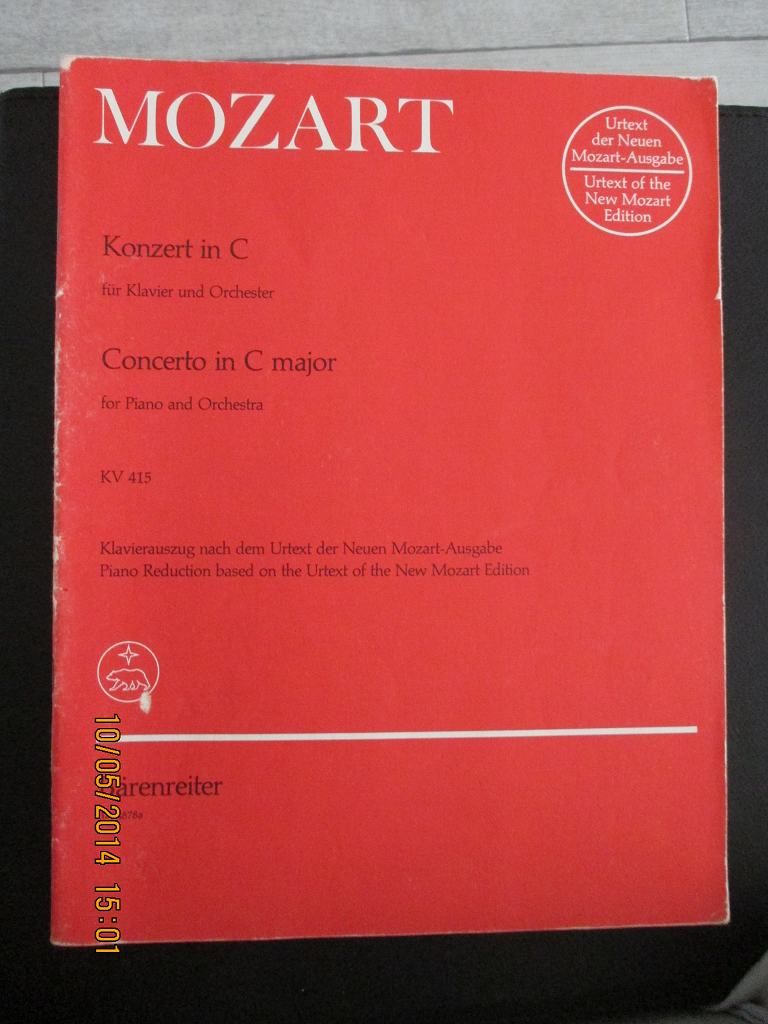 MOZART
Urtext
der Neuen
Mozart-Ausgabe
Urtext of the
New Mozart
Edition
Konzert in C
für Klavier und Orchester
Concerto in C major
for Piano and Orchestra
KV 415
Klavierauszug nach dem Urtext der Neuen Mozart-Ausgabe
Piano Reduction based on the Urtext of the New Mozart Edition
Bärenreiter
10/05/2014 15:01